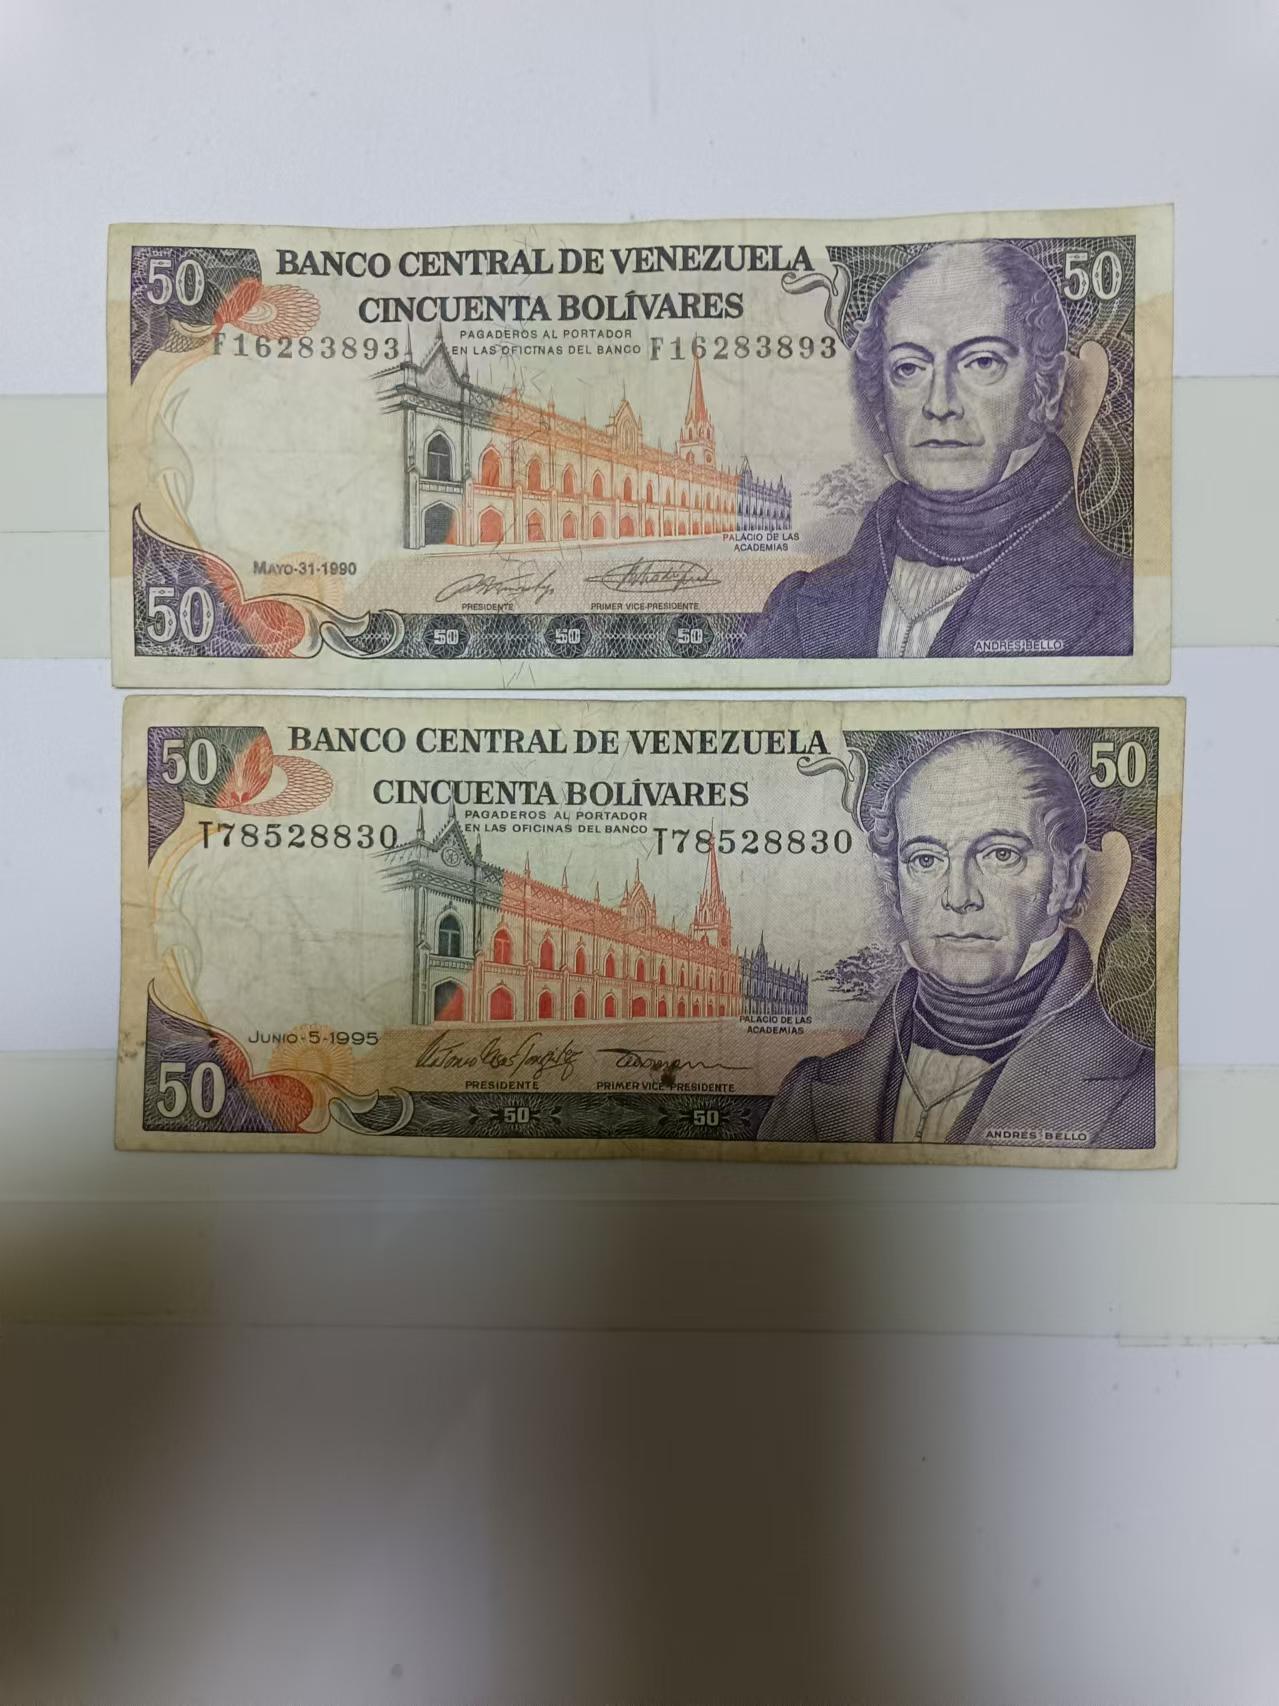 50
BANCO CENTRAL DE VENEZUELA
50
CINCUENTA BOLÍVARES
PAGADEROS AL PORTADOR
EN LAS OFICINAS DEL BANCO
F16283893
F16283893
PALACIO DE LAS
ACADEMIAS
MAYO-31-1990
PRESIDENTE
PRIMER VICE-PRESIDENTE
50
50
50
50
ANDRES BELLO
50
BANCO CENTRAL DE VENEZUELA
50
CINCUENTA BOLÍVARES
PAGADEROS AL PORTADOR
EN LAS OFICINAS DEL BANCO
T78528830
T78528830
PALACIO DE LAS
ACADEMIAS
JUNIO-5-1995
PRESIDENTE
PRIMER VICE-PRESIDENTE
50
50
50
ANDRES BELLO